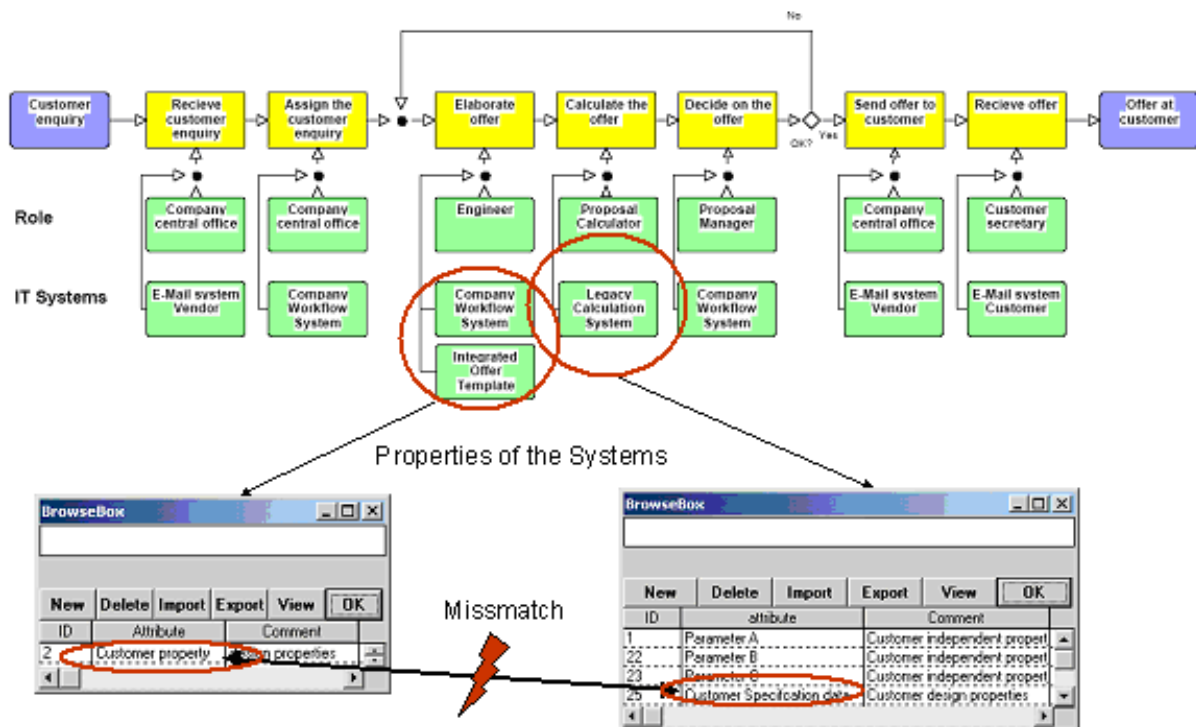 No
Customer
enquiry
Recieve
customer
enquiry
Assign the
customer
enquiry
Elaborate
offer
Calculate the
offer
Decide on the
offer
OK?
Yes
Send offer to
customer
Recieve offer
Offer at
customer
Role
Company
central office
Company
central office
Engineer
Proposal
Calculator
Proposal
Manager
Company
central office
Customer
secretary
IT Systems
E-Mail system
Vendor
Company
Workflow
System
Company
Workflow
System
Legacy
Calculation
System
Company
Workflow
System
E-Mail system
Vendor
E-Mail system
Customer
Integrated
Offer
Template
Properties of the Systems
BrowseBox
New Delete Import Export View OK
ID Attribute Comment
2 Customer property properties
Missmatch
BrowseBox
New Delete Import Export View OK
ID attribute Comment
1 Parameter A Customer independent propert
22 Parameter B Customer independent propert
23 Customer independent propert
25 Customer Specification data Customer design properties